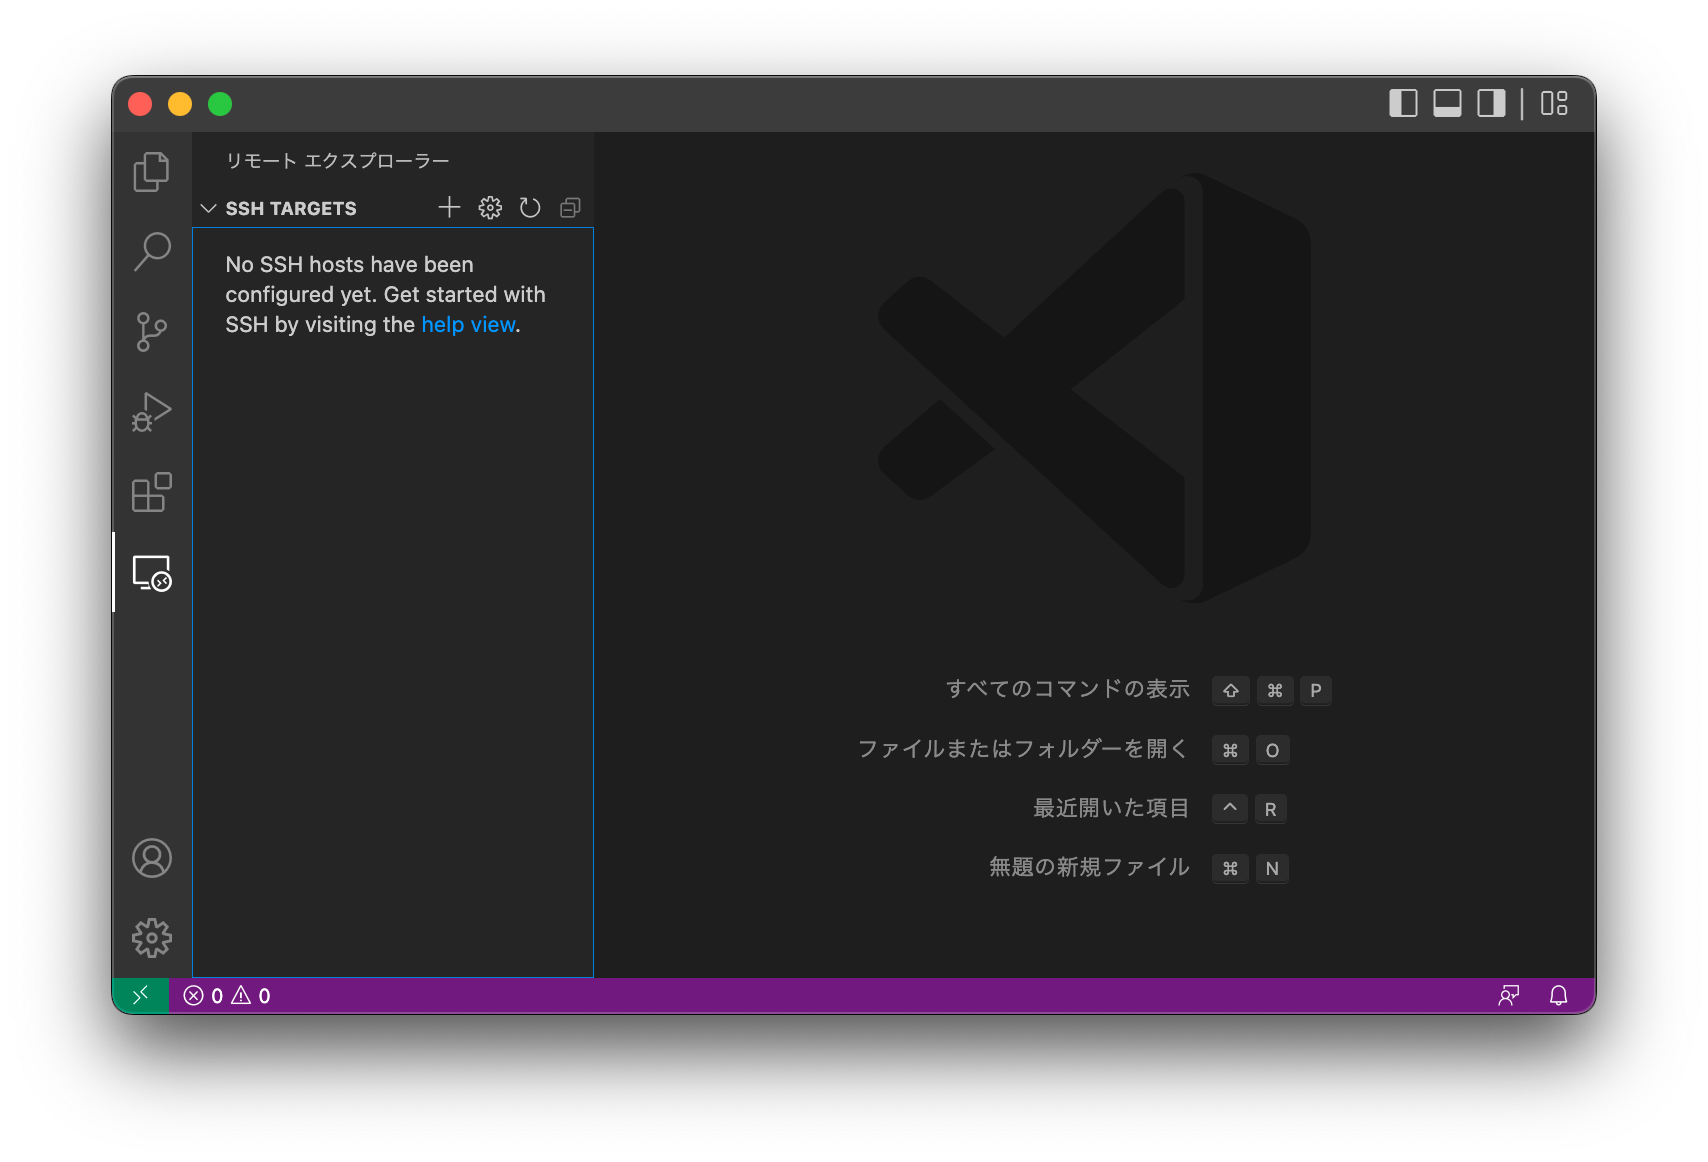 リモート エクスプローラー
SSH TARGETS
No SSH hosts have been
configured yet. Get started with
SSH by visiting the help view.
すべてのコマンドの表示 ⇧ ⌘ P
ファイルまたはフォルダーを開く ⌘ O
最近開いた項目 ^ R
無題の新規ファイル ⌘ N
0 0